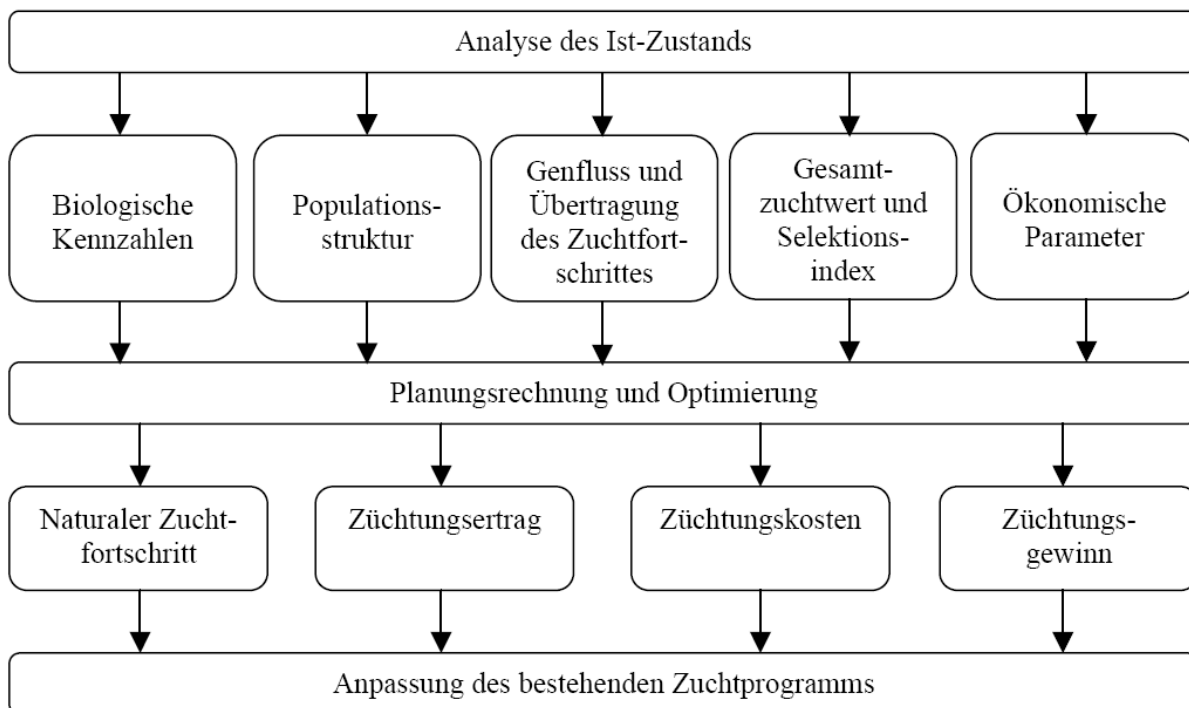 Analyse des Ist-Zustands
Biologische
Kennzahlen
Populations-
struktur
Genfluss und
Übertragung
des Zuchtfort-
schrittes
Gesamt-
zuchtwert und
Selektions-
index
Ökonomische
Parameter
Planungsrechnung und Optimierung
Naturaler Zucht-
fortschritt
Züchtungsertrag
Züchtungskosten
Züchtungs-
gewinn
Anpassung des bestehenden Zuchtprogramms